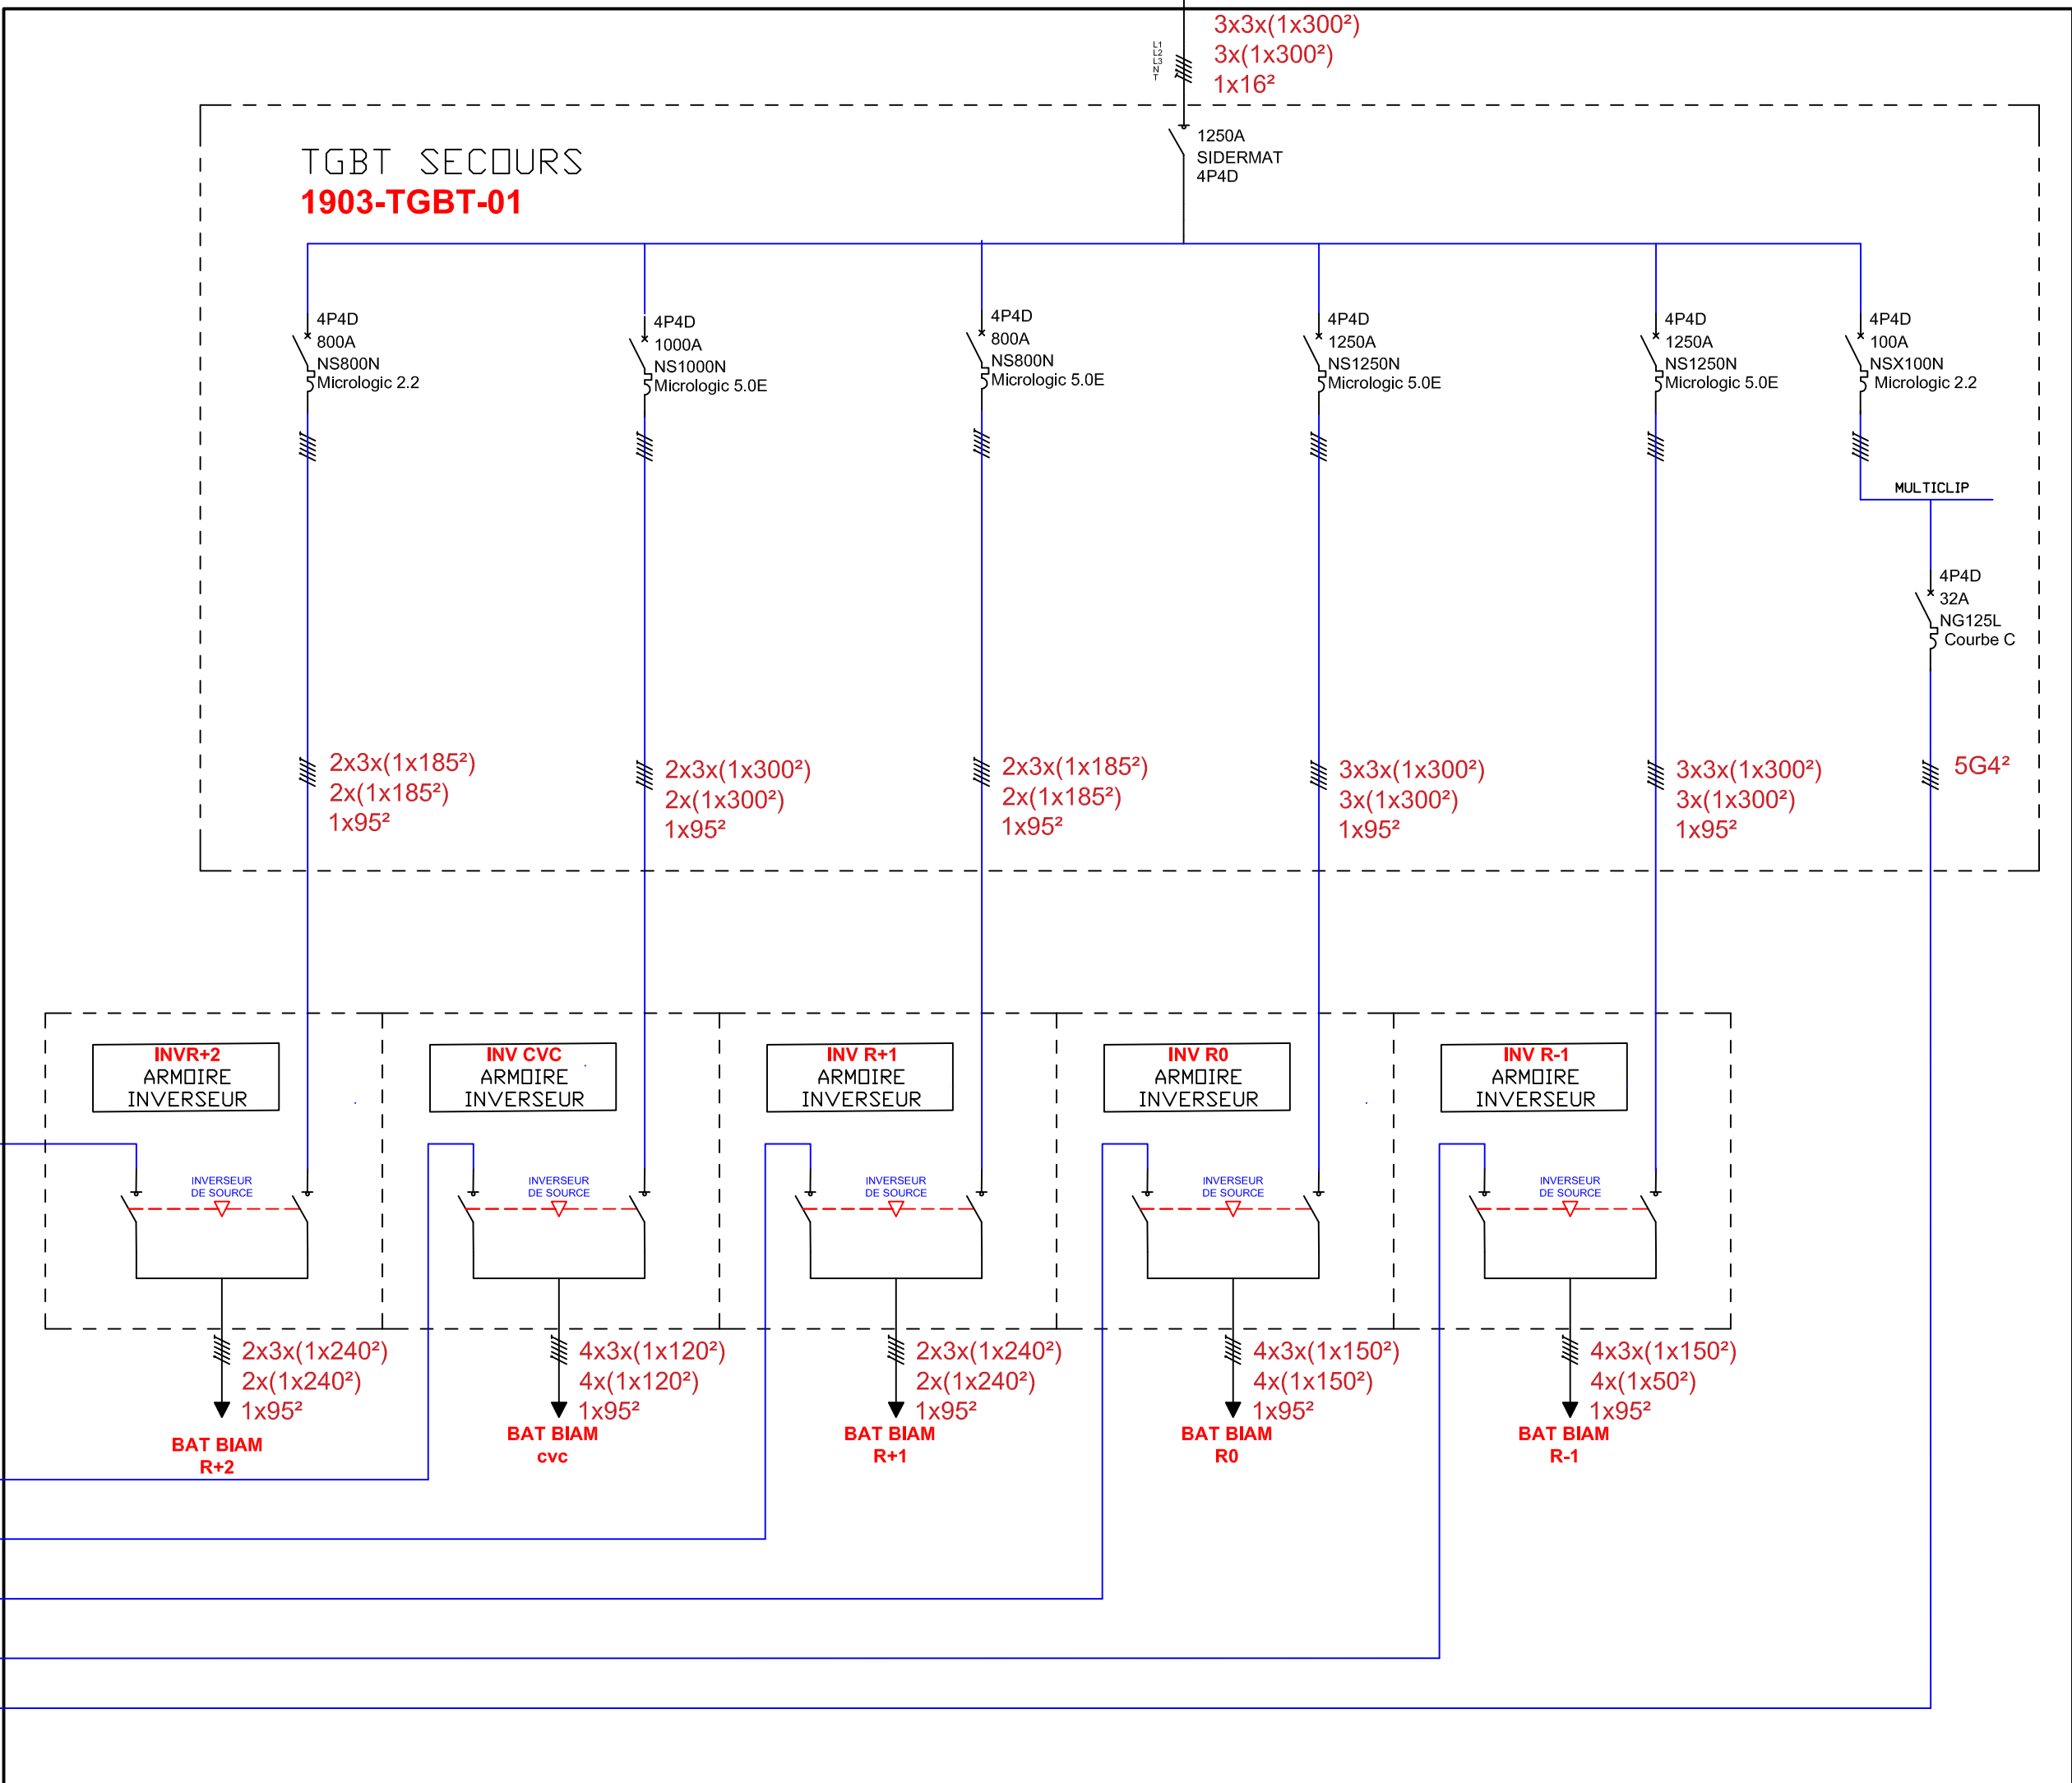 3x3x(1x300²)
3x(1x300²)
1x16²
L1
L2
L3
N
T
1250A
SIDERMAT
4P4D
TGBT SECOURS
1903-TGBT-01
4P4D
800A
NS800N
Micrologic 2.2
4P4D
1000A
NS1000N
Micrologic 5.0E
4P4D
800A
NS800N
Micrologic 5.0E
4P4D
1250A
NS1250N
Micrologic 5.0E
4P4D
1250A
NS1250N
Micrologic 5.0E
4P4D
100A
NSX100N
Micrologic 2.2
MULTICLIP
4P4D
32A
NG125L
Courbe C
2x3x(1x185²)
2x(1x185²)
1x95²
2x3x(1x300²)
2x(1x300²)
1x95²
2x3x(1x185²)
2x(1x185²)
1x95²
3x3x(1x300²)
3x(1x300²)
1x95²
3x3x(1x300²)
3x(1x300²)
1x95²
5G4²
INVR+2
ARMOIRE
INVERSEUR
INV CVC
ARMOIRE
INVERSEUR
INV R+1
ARMOIRE
INVERSEUR
INV R0
ARMOIRE
INVERSEUR
INV R-1
ARMOIRE
INVERSEUR
INVERSEUR
DE SOURCE
INVERSEUR
DE SOURCE
INVERSEUR
DE SOURCE
INVERSEUR
DE SOURCE
INVERSEUR
DE SOURCE
2x3x(1x240²)
2x(1x240²)
1x95²
BAT BIAM
R+2
4x3x(1x120²)
4x(1x120²)
1x95²
BAT BIAM
cvc
2x3x(1x240²)
2x(1x240²)
1x95²
BAT BIAM
R+1
4x3x(1x150²)
4x(1x150²)
1x95²
BAT BIAM
R0
4x3x(1x150²)
4x(1x50²)
1x95²
BAT BIAM
R-1